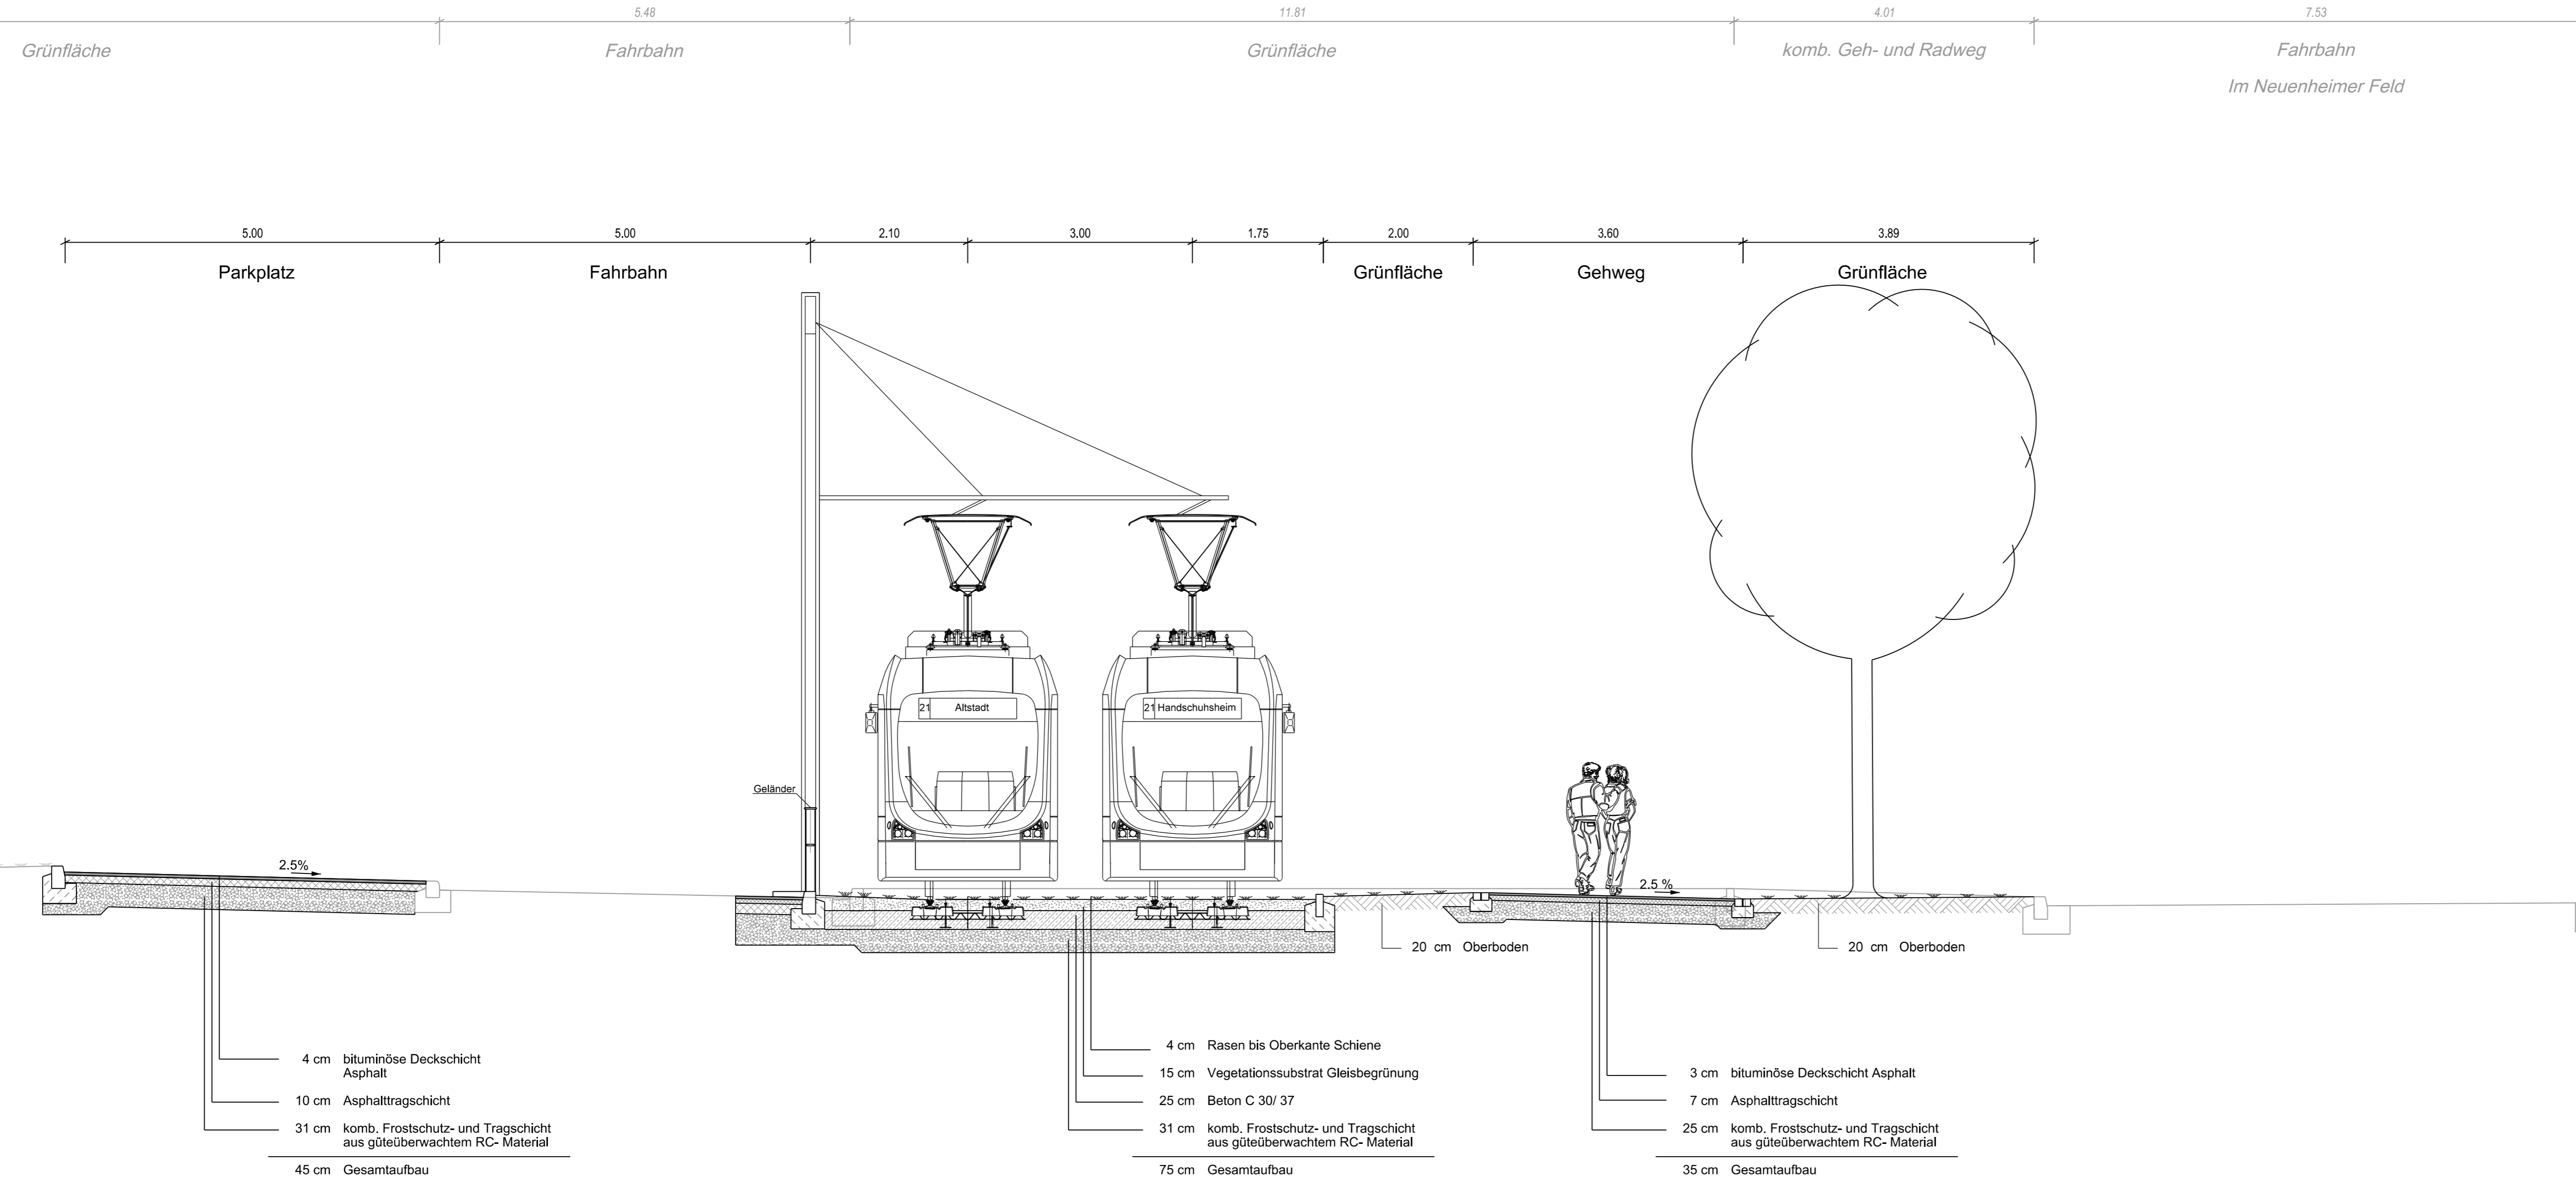 5.48
11.81
4.01
7.53
Grünfläche
Fahrbahn
Grünfläche
komb. Geh- und Radweg
Fahrbahn
Im Neuenheimer Feld
5.00
5.00
2.10
3.00
1.75
2.00
3.60
3.89
Parkplatz
Fahrbahn
Grünfläche
Gehweg
Grünfläche
21 Altstadt
21 Handschuhsheim
Geländer
2.5%
2.5 %
20 cm Oberboden
20 cm Oberboden
4 cm bituminöse Deckschicht
Asphalt
10 cm Asphalttragschicht
31 cm komb. Frostschutz- und Tragschicht
aus güteüberwachtem RC- Material
45 cm Gesamtaufbau
4 cm Rasen bis Oberkante Schiene
15 cm Vegetationssubstrat Gleisbegrünung
25 cm Beton C 30/ 37
31 cm komb. Frostschutz- und Tragschicht
aus güteüberwachtem RC- Material
75 cm Gesamtaufbau
3 cm bituminöse Deckschicht Asphalt
7 cm Asphalttragschicht
25 cm komb. Frostschutz- und Tragschicht
aus güteüberwachtem RC- Material
35 cm Gesamtaufbau